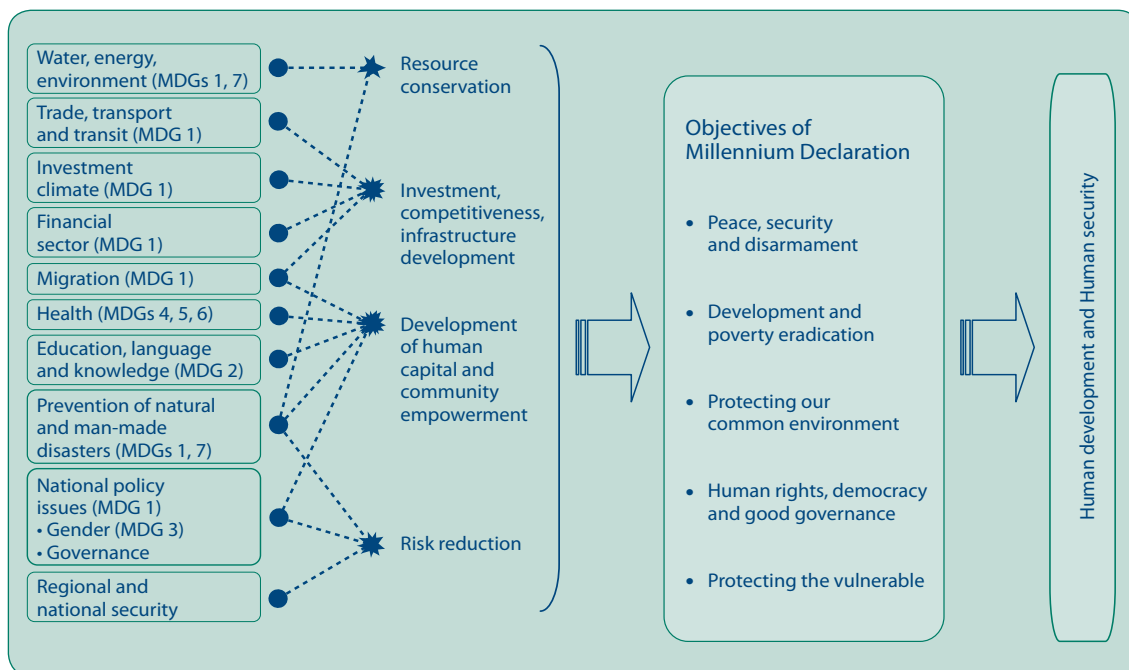 Water, energy,
environment (MDGs 1, 7)
Trade, transport
and transit (MDG 1)
Investment
climate (MDG 1)
Financial
sector (MDG 1)
Migration (MDG 1)
Health (MDGs 4, 5, 6)
Education, language
and knowledge (MDG 2)
Prevention of natural
and man-made
disasters (MDGs 1, 7)
National policy
issues (MDG 1)
• Gender (MDG 3)
• Governance
Regional and
national security
Resource
conservation
Investment,
competitiveness,
infrastructure
development
Development
of human
capital and
community
empowerment
Risk reduction
Objectives of
Millennium Declaration
• Peace, security
and disarmament
• Development and
poverty eradication
• Protecting our
common environment
• Human rights, democracy
and good governance
• Protecting the vulnerable
Human development and Human security